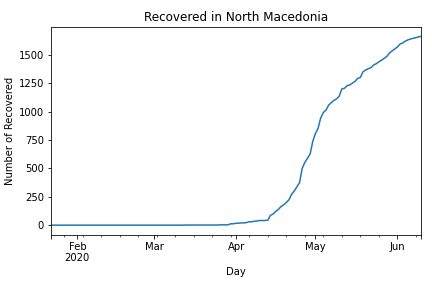 Recovered in North Macedonia
Number of Recovered
1500
1250
1000
750
500
250
0
Feb
2020
Mar
Apr
May
Jun
Day